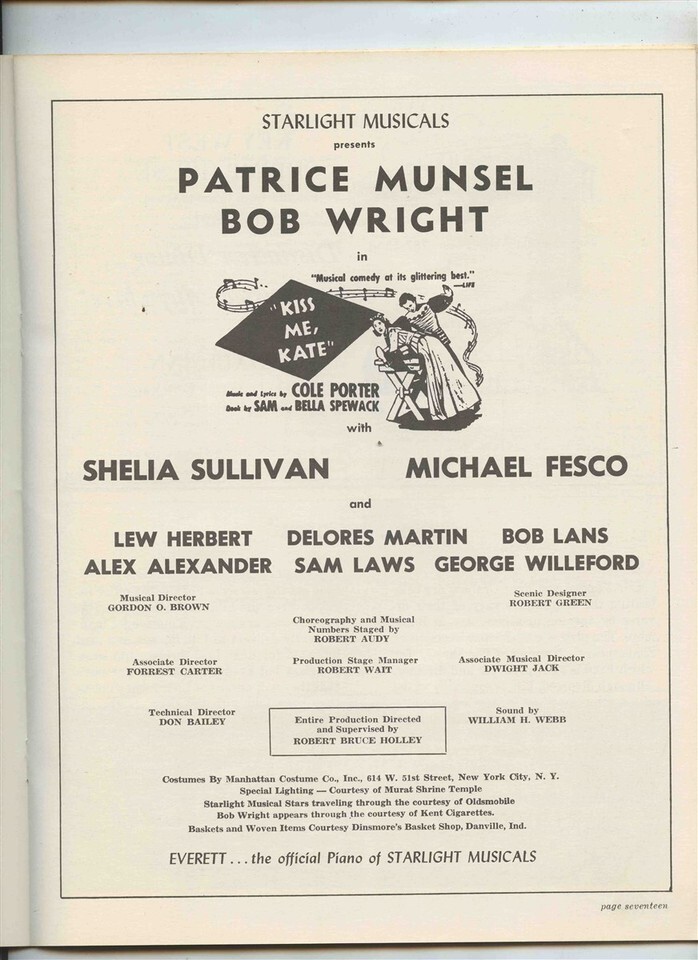 STARLIGHT MUSICALS
presents
PATRICE MUNSEL
BOB WRIGHT
in
"Musical comedy at its glittering best."
—LIFE
"KISS
ME,
KATE"
Music and Lyrics by COLE PORTER
Book by SAM and BELLA SPEWACK
with
SHELIA SULLIVAN MICHAEL FESCO
and
LEW HERBERT DELORES MARTIN BOB LANS
ALEX ALEXANDER SAM LAWS GEORGE WILLEFORD
Musical Director
GORDON O. BROWN
Scenic Designer
ROBERT GREEN
Choreography and Musical
Numbers Staged by
ROBERT AUDY
Associate Director
FORREST CARTER
Production Stage Manager
ROBERT WAIT
Associate Musical Director
DWIGHT JACK
Technical Director
DON BAILEY
Entire Production Directed
and Supervised by
ROBERT BRUCE HOLLEY
Sound by
WILLIAM H. WEBB
Costumes By Manhattan Costume Co., Inc., 614 W. 51st Street, New York City, N. Y.
Special Lighting — Courtesy of Murat Shrine Temple
Starlight Musical Stars traveling through the courtesy of Oldsmobile
Bob Wright appears through the courtesy of Kent Cigarettes.
Baskets and Woven Items Courtesy Dinsmore's Basket Shop, Danville, Ind.
EVERETT . . . the official Piano of STARLIGHT MUSICALS
page seventeen